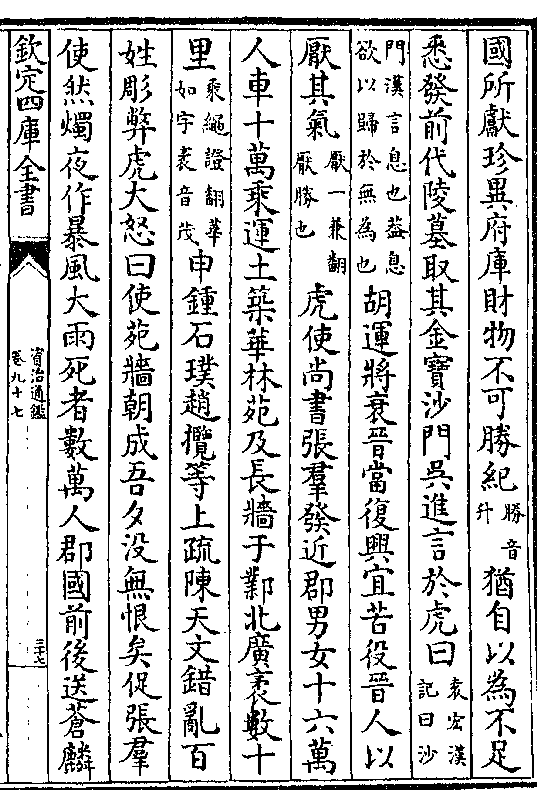 國所獻珍異府庫財物不可勝紀勝音升猶自以為不足
悉發前代陵墓取其金寶沙門吳進言於虎曰袁宏漢記曰沙
門漢言息也葢息欲以歸於無為也胡運將衰晉當復興宜苦役晉人以
厭其氣厭一兼翻厭勝也虎使尚書張羣發近郡男女十六萬
人車十萬乘運土築華林苑及長牆于鄴北廣袤數十
里乘繩證翻華如字袤音茂申鍾石璞趙攬等上疏陳天文錯亂百
姓彫弊虎大怒曰使苑牆朝成吾夕没無恨矣促張羣
使然燭夜作暴風大雨死者數萬人郡國前後送蒼麟
欽定四庫全書
資治通鑑
卷九十七
三十七